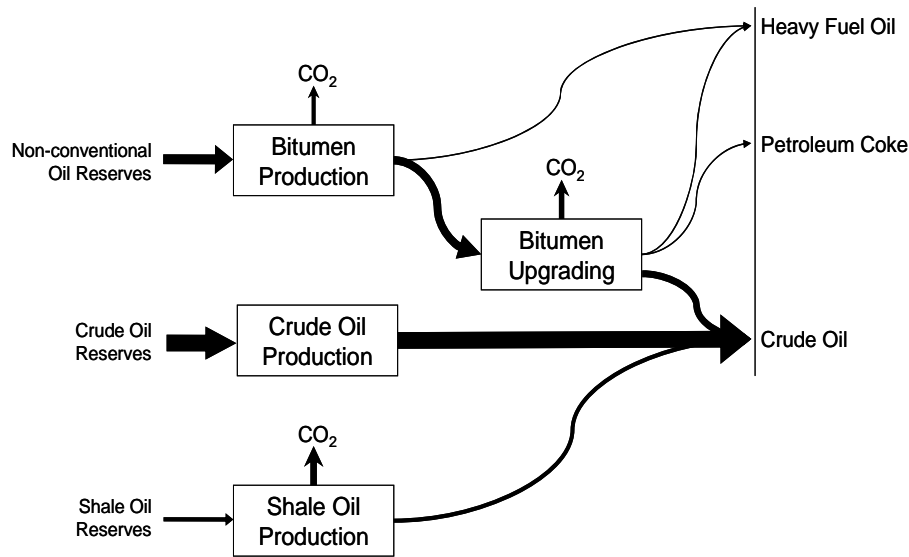 Heavy Fuel Oil
CO₂
Non-conventional
Oil Reserves
Bitumen
Production
Petroleum Coke
CO₂
Bitumen
Upgrading
Crude Oil
Reserves
Crude Oil
Production
Crude Oil
CO₂
Shale Oil
Reserves
Shale Oil
Production